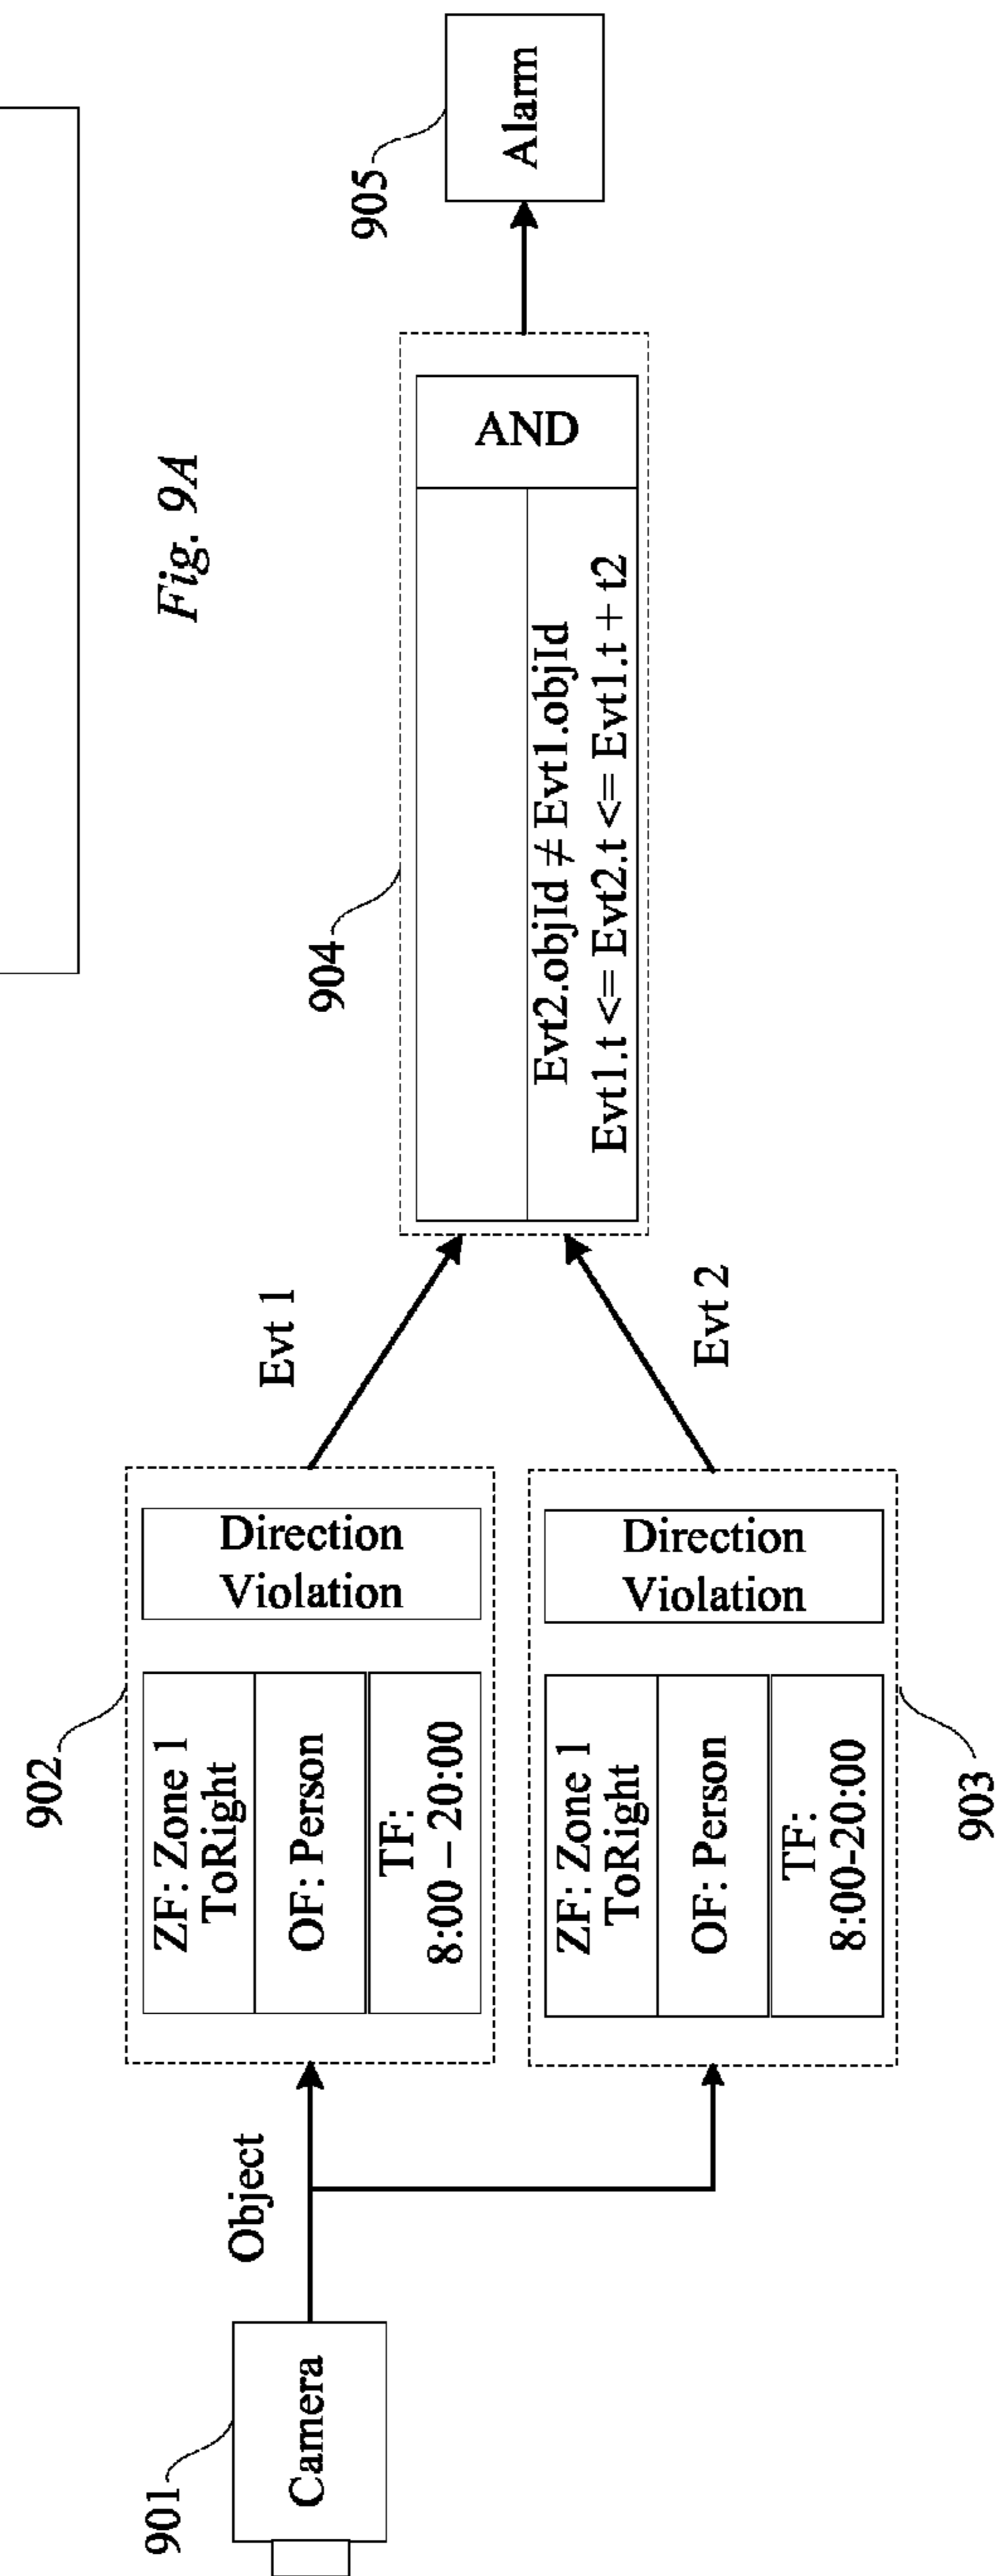 Fig. 9A
901
Camera
Object
902
ZF: Zone 1
ToRight
OF: Person
TF:
8:00 – 20:00
Direction
Violation
903
ZF: Zone 1
ToRight
OF: Person
TF:
8:00-20:00
Direction
Violation
Evt 1
Evt 2
904
Evt2.objId ≠ Evt1.objId
Evt1.t <= Evt2.t <= Evt1.t + t2
AND
905
Alarm